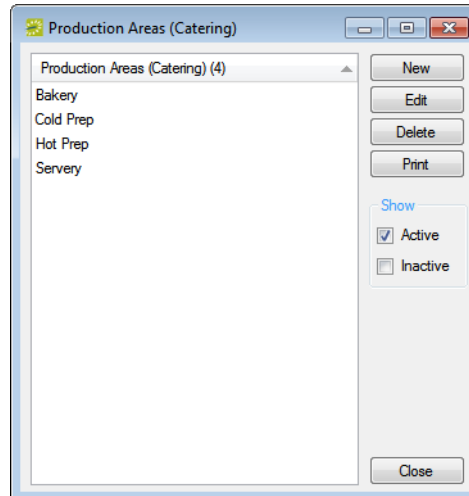 Production Areas (Catering)
Production Areas (Catering) (4)
Bakery
Cold Prep
Hot Prep
Servery
New
Edit
Delete
Print
Show
Active
Inactive
Close